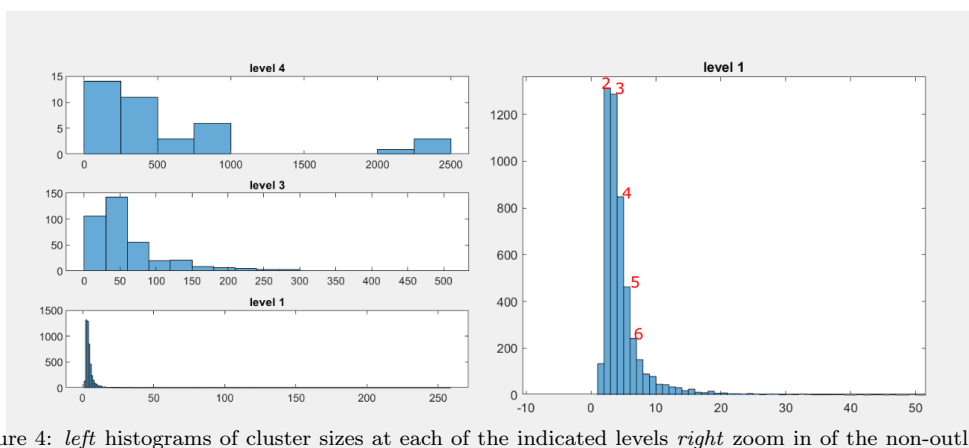 level 4
15
10
5
0
0 500 1000 1500 2000 2500
level 3
150
100
50
0
0 50 100 150 200 250 300 350 400 450 500
level 1
1500
1000
500
0
0 50 100 150 200 250
level 1
1200
1000
800
600
400
200
0
-10 0 10 20 30 40 50
2
3
4
5
6
ure 4: left histograms of cluster sizes at each of the indicated levels right zoom in of the non-outl